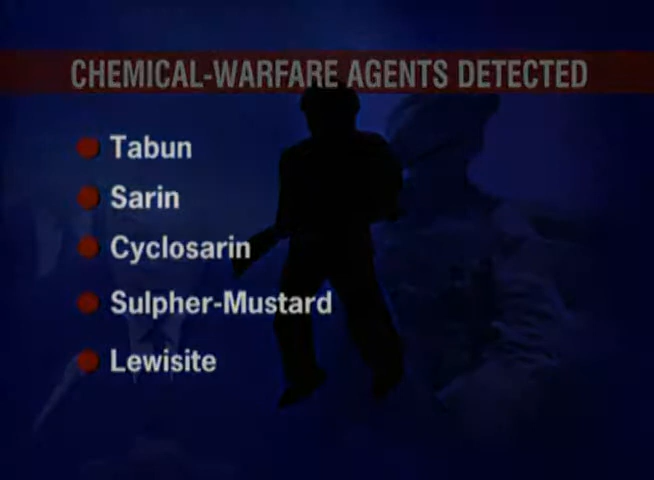 CHEMICAL-WARFARE AGENTS DETECTED
Tabun
Sarin
Cyclosarin
Sulpher-Mustard
Lewisite